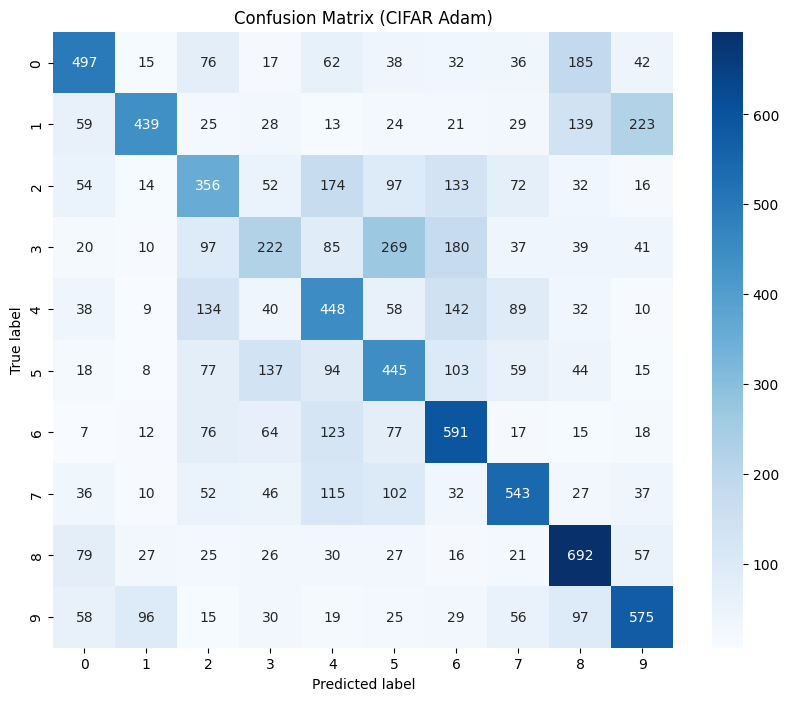 Confusion Matrix (CIFAR Adam)
0 497 15 76 17 62 38 32 36 185 42
1 59 439 25 28 13 24 21 29 139 223
2 54 14 356 52 174 97 133 72 32 16
3 20 10 97 222 85 269 180 37 39 41
4 38 9 134 40 448 58 142 89 32 10
5 18 8 77 137 94 445 103 59 44 15
6 7 12 76 64 123 77 591 17 15 18
7 36 10 52 46 115 102 32 543 27 37
8 79 27 25 26 30 27 16 21 692 57
9 58 96 15 30 19 25 29 56 97 575
0 1 2 3 4 5 6 7 8 9
Predicted label
True label
600
500
400
300
200
100